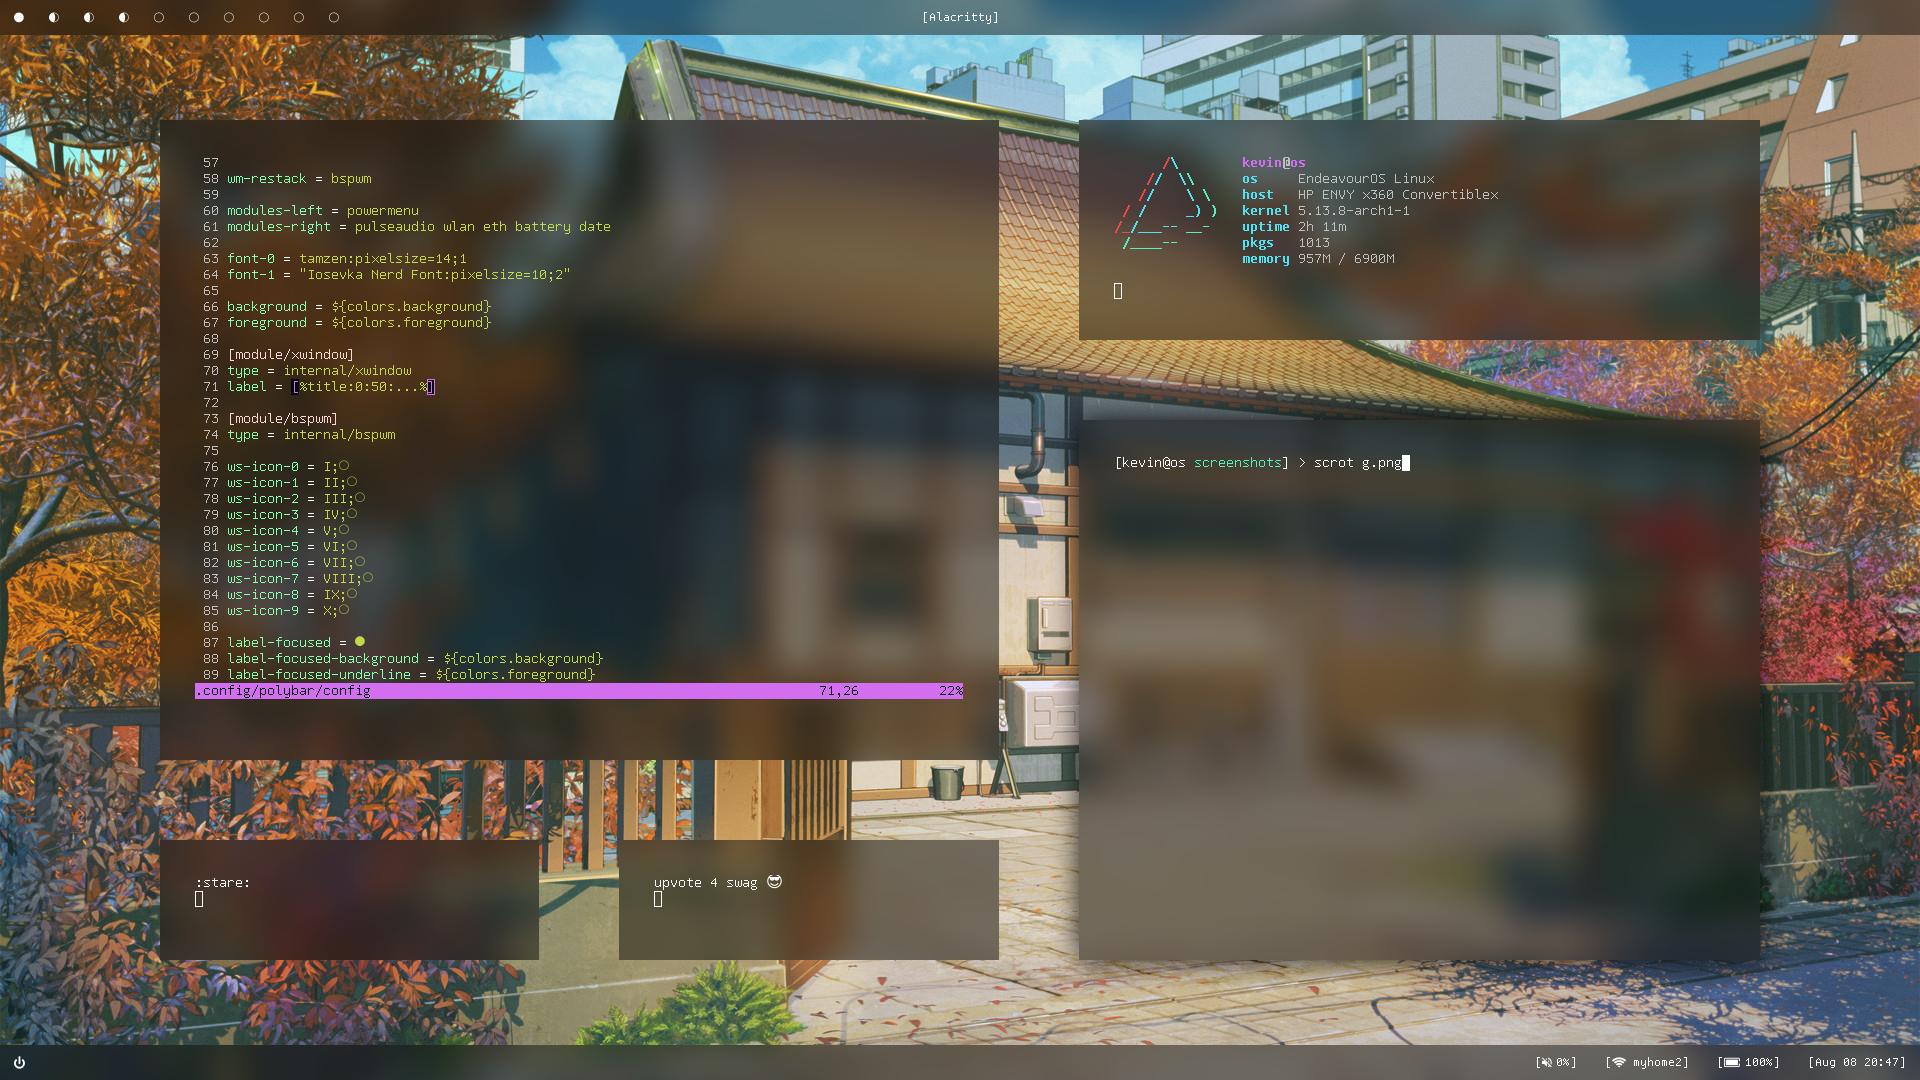 [Alacritty]
57
58 wm-restack = bspwm
59
60 modules-left = powermenu
61 modules-right = pulseaudio wlan eth battery date
62
63 font-0 = tamzen:pixelsize=14;1
64 font-1 = "Iosevka Nerd Font:pixelsize=10;2"
65
66 background = ${colors.background}
67 foreground = ${colors.foreground}
68
69 [module/xwindow]
70 type = internal/xwindow
71 label = [%title:0:50:...%]
72
73 [module/bspwm]
74 type = internal/bspwm
75
76 ws-icon-0 = I;○
77 ws-icon-1 = II;○
78 ws-icon-2 = III;○
79 ws-icon-3 = IV;○
80 ws-icon-4 = V;○
81 ws-icon-5 = VI;○
82 ws-icon-6 = VII;○
83 ws-icon-7 = VIII;○
84 ws-icon-8 = IX;○
85 ws-icon-9 = X;○
86
87 label-focused = ●
88 label-focused-background = ${colors.background}
89 label-focused-underline = ${colors.foreground}
.config/polybar/config 71,26 22%
kevin@os
os EndeavourOS Linux
host HP ENVY x360 Convertiblex
kernel 5.13.8-arch1-1
uptime 2h 11m
pkgs 1013
memory 957M / 6900M
[kevin@os screenshots] > scrot g.png
:stare:
upvote 4 swag 😎
[0%] [myhome2] [100%] [Aug 08 20:47]